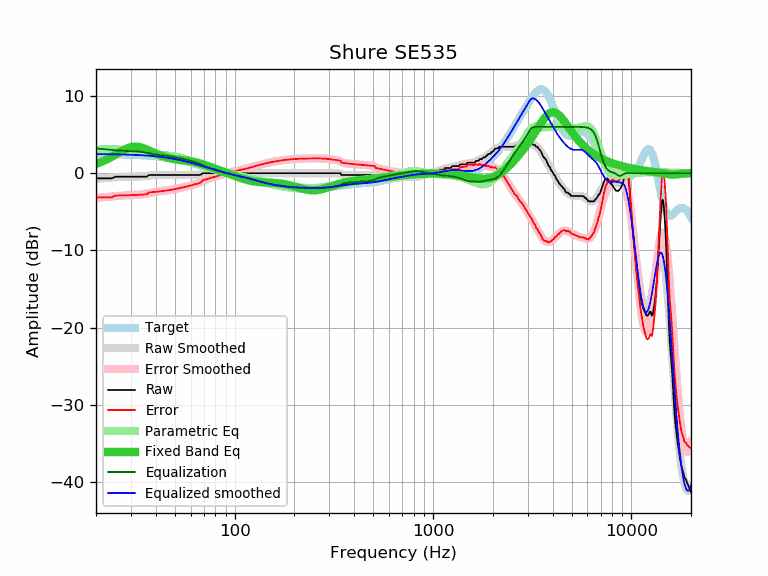 Shure SE535
10
0
−10
−20
−30
−40
Amplitude (dBr)
Target
Raw Smoothed
Error Smoothed
Raw
Error
Parametric Eq
Fixed Band Eq
Equalization
Equalized smoothed
100
1000
10000
Frequency (Hz)